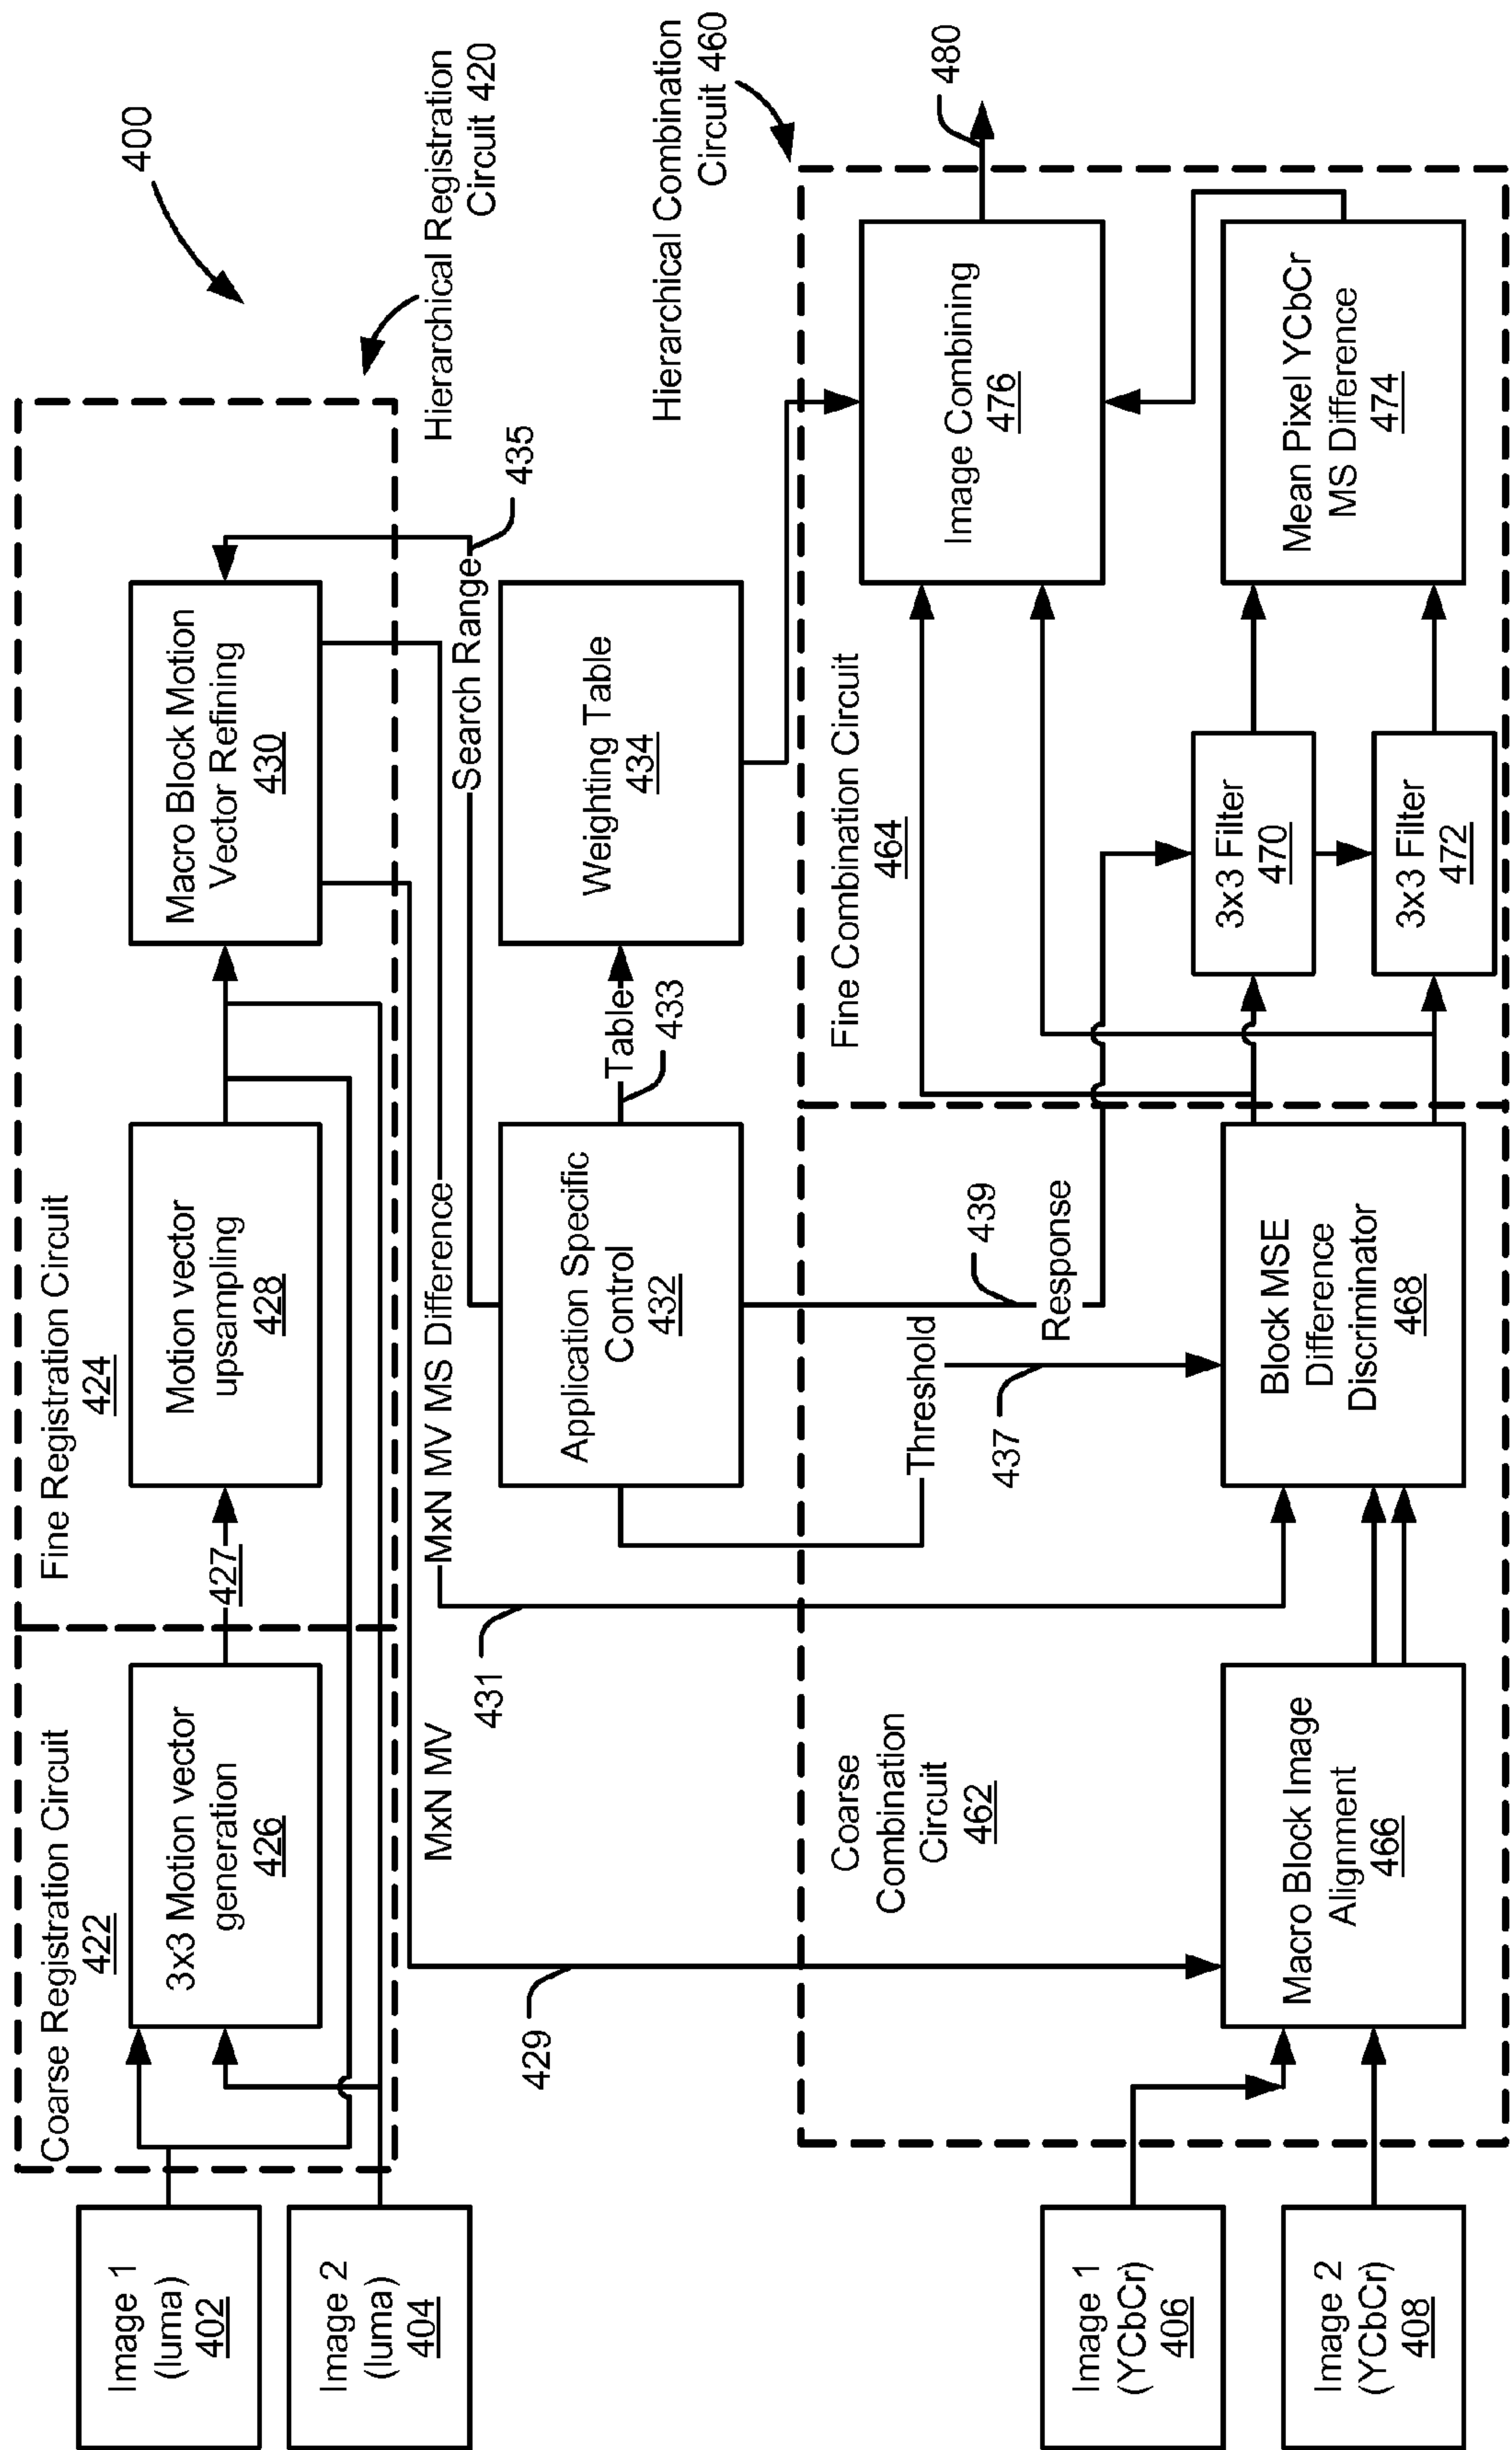 400
Hierarchical Registration
Circuit 420
Coarse Registration Circuit
422
Fine Registration Circuit
424
Image 1
(luma)
402
Image 2
(luma)
404
3x3 Motion vector
generation
426
427
Motion vector
upsampling
428
Macro Block Motion
Vector Refining
430
MxN MV
429
MxN MV MS Difference
431
Search Range
435
Application Specific
Control
432
Table
433
Weighting Table
434
Threshold
437
Response
439
Hierarchical Combination
Circuit 460
Coarse
Combination
Circuit
462
Fine Combination Circuit
464
Image 1
(YCbCr)
406
Image 2
(YCbCr)
408
Macro Block Image
Alignment
466
Block MSE
Difference
Discriminator
468
3x3 Filter
470
3x3 Filter
472
Image Combining
476
Mean Pixel YCbCr
MS Difference
474
480